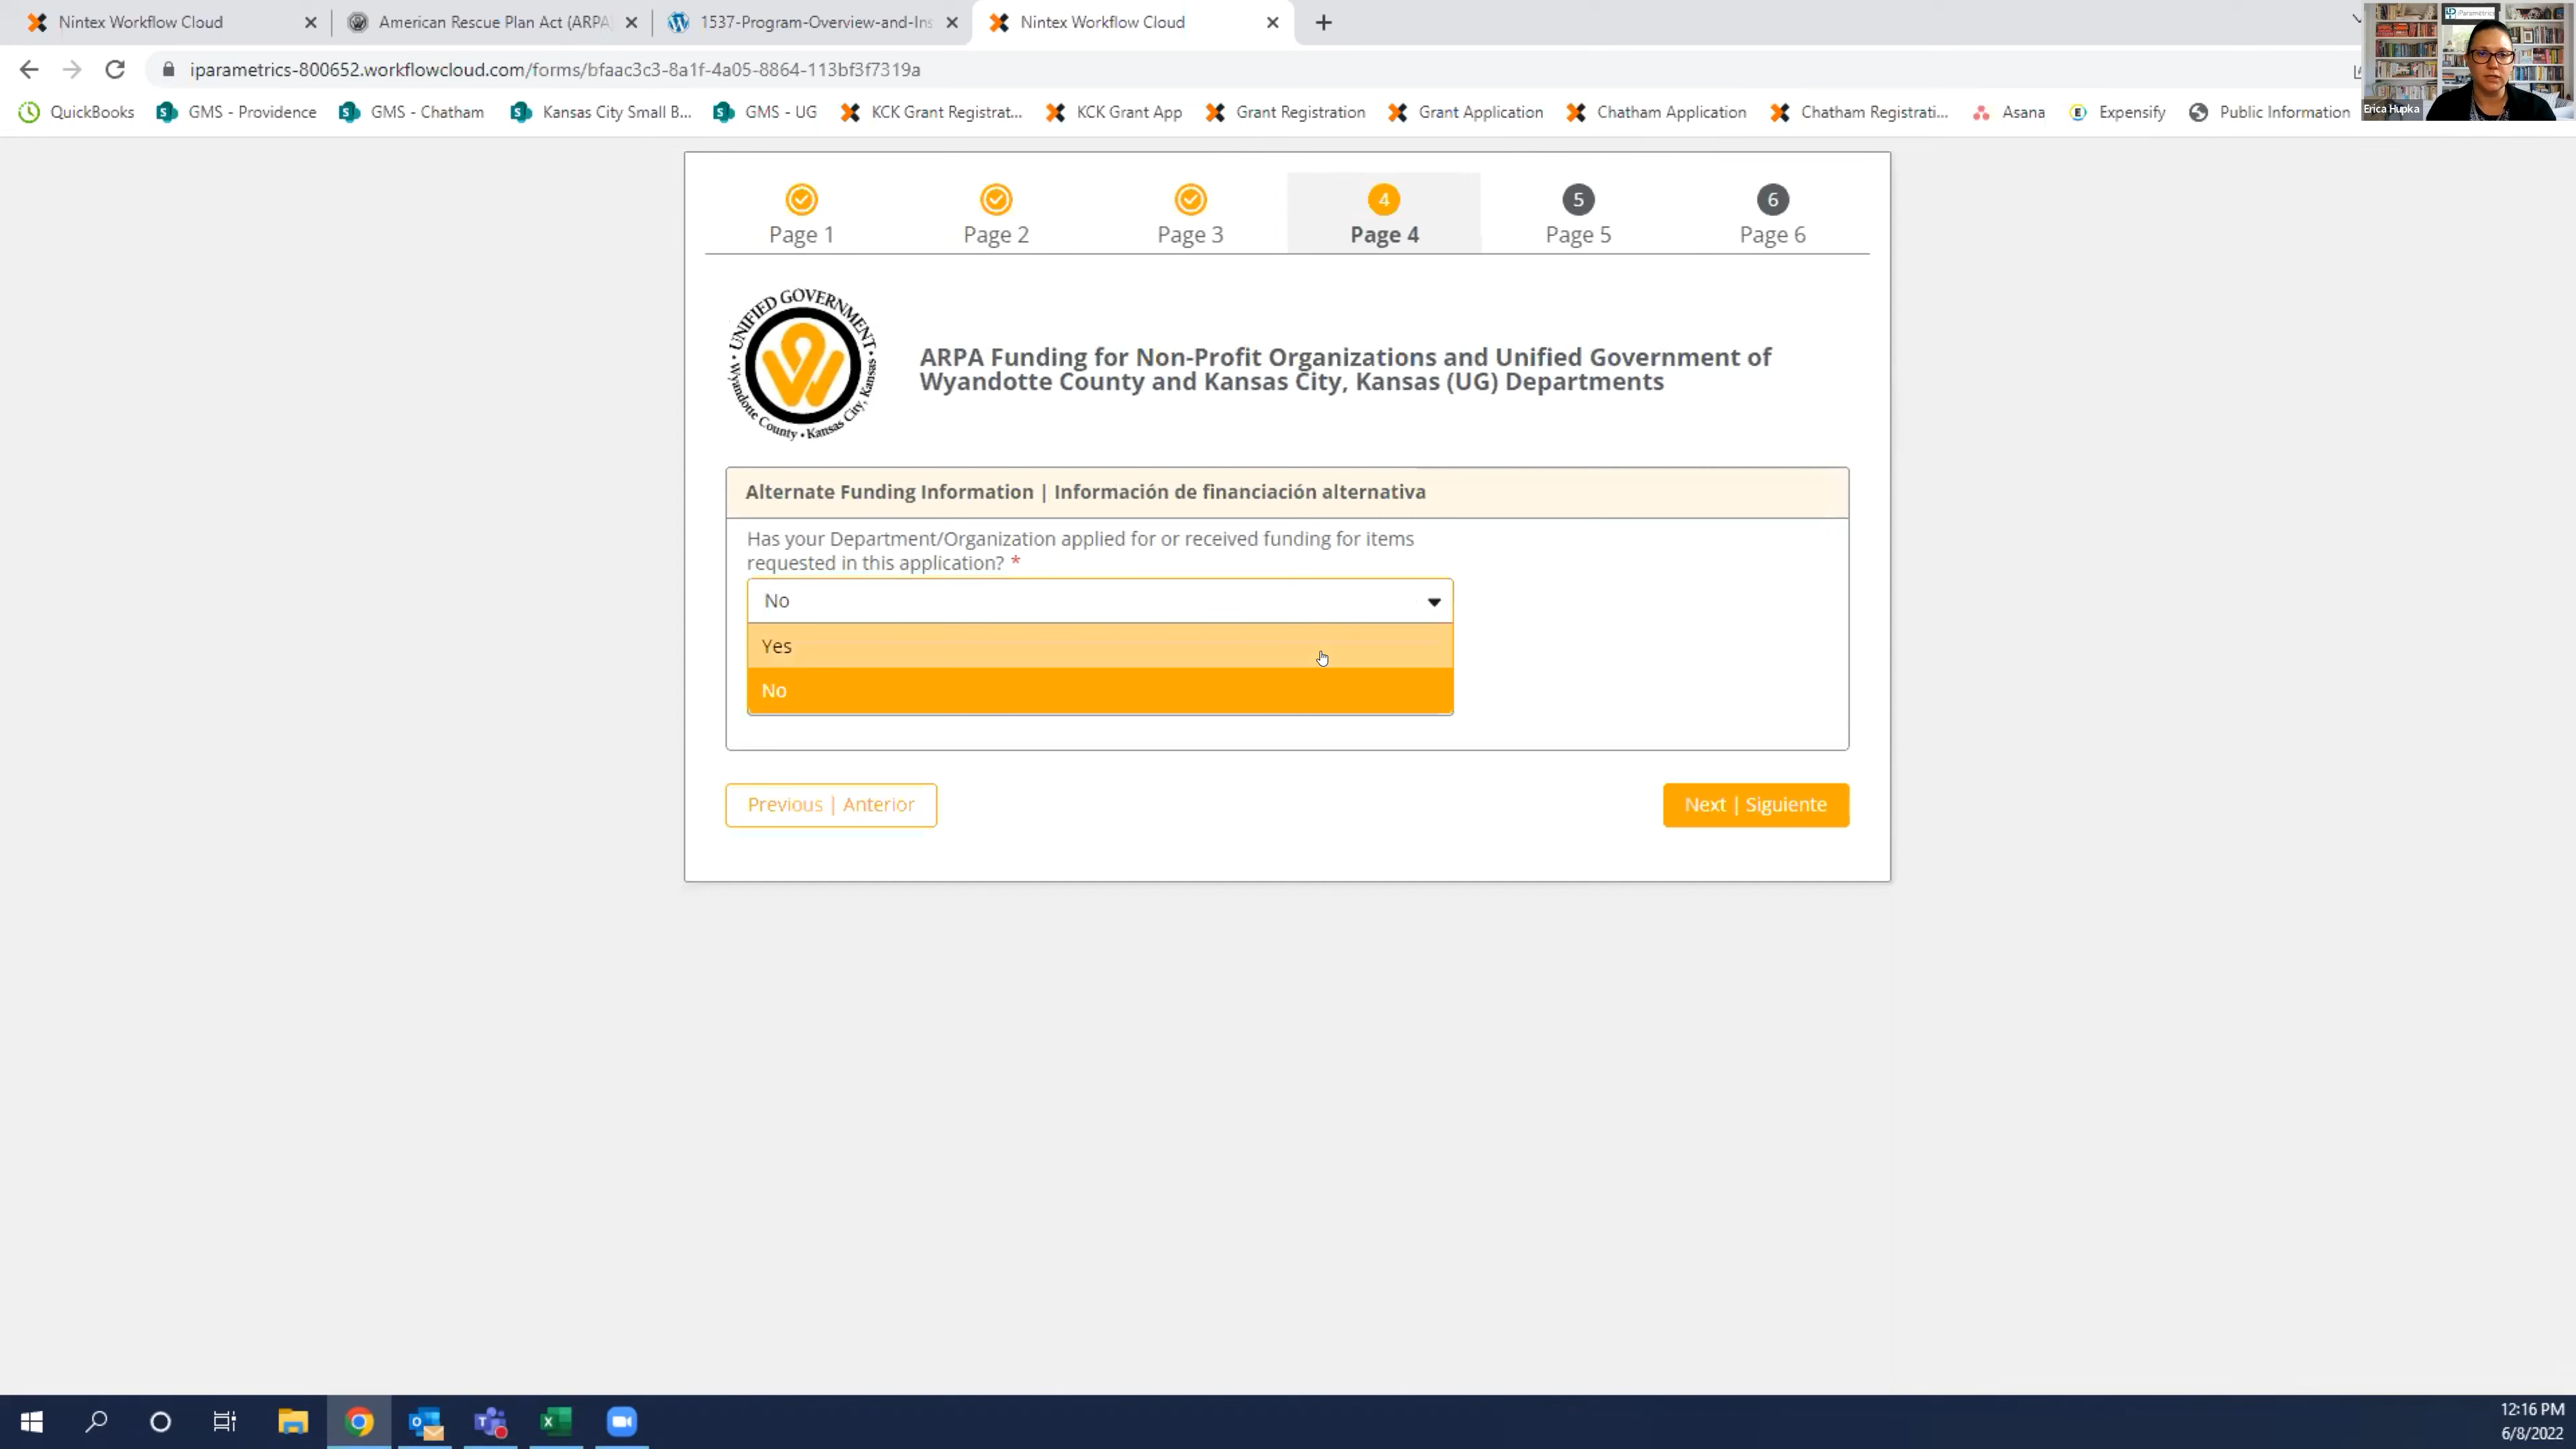 Nintex Workflow Cloud
American Rescue Plan Act (ARPA
1537-Program-Overview-and-Ins
Nintex Workflow Cloud
iparametrics-800652.workflowcloud.com/forms/bfaac3c3-8a1f-4a05-8864-113bf3f7319a
QuickBooks
GMS - Providence
GMS - Chatham
Kansas City Small B...
GMS - UG
KCK Grant Registrat...
KCK Grant App
Grant Registration
Grant Application
Chatham Application
Chatham Registrati...
Asana
Expensify
Public Information
Erica Hupka
4
5
6
Page 1
Page 2
Page 3
Page 4
Page 5
Page 6
UNIFIED GOVERNMENT
Wyandotte County • Kansas City, Kansas
ARPA Funding for Non-Profit Organizations and Unified Government of
Wyandotte County and Kansas City, Kansas (UG) Departments
Alternate Funding Information | Información de financiación alternativa
Has your Department/Organization applied for or received funding for items
requested in this application? *
No
Yes
No
Previous | Anterior
Next | Siguiente
12:16 PM
6/8/2022